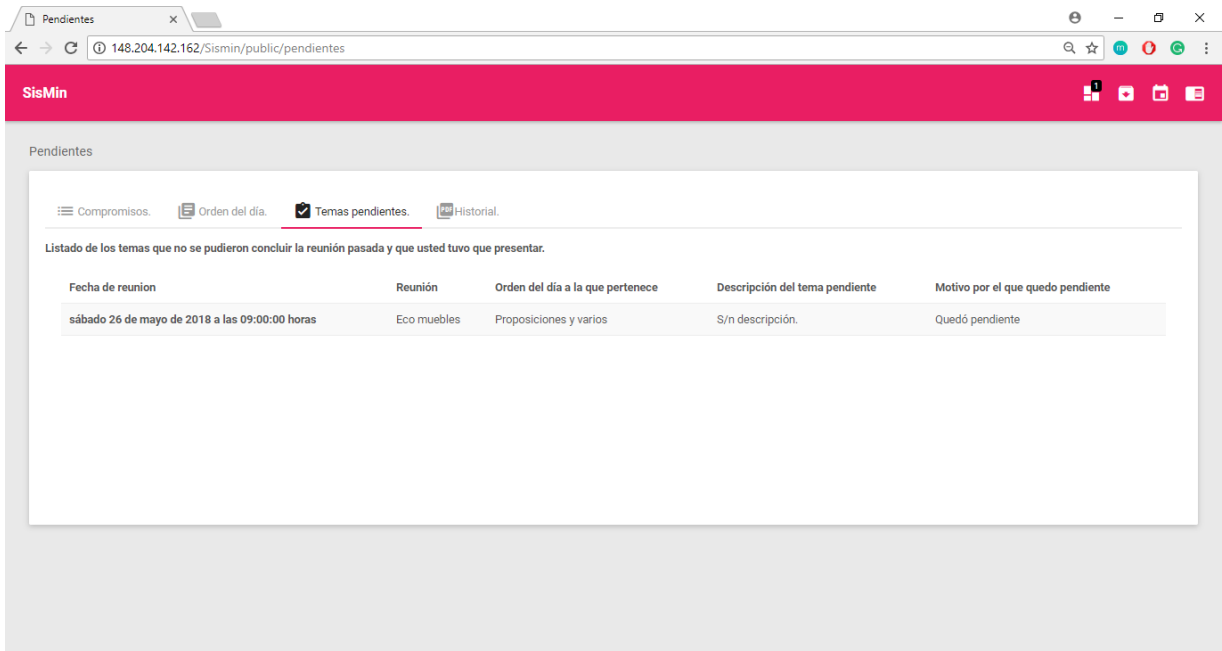 Pendientes
148.204.142.162/Sismin/public/pendientes
SisMin
1
Pendientes
Compromisos. Orden del día. Temas pendientes. PDF Historial.
Listado de los temas que no se pudieron concluir la reunión pasada y que usted tuvo que presentar.
Fecha de reunion Reunión Orden del día a la que pertenece Descripción del tema pendiente Motivo por el que quedo pendiente
sábado 26 de mayo de 2018 a las 09:00:00 horas Eco muebles Proposiciones y varios S/n descripción. Quedó pendiente